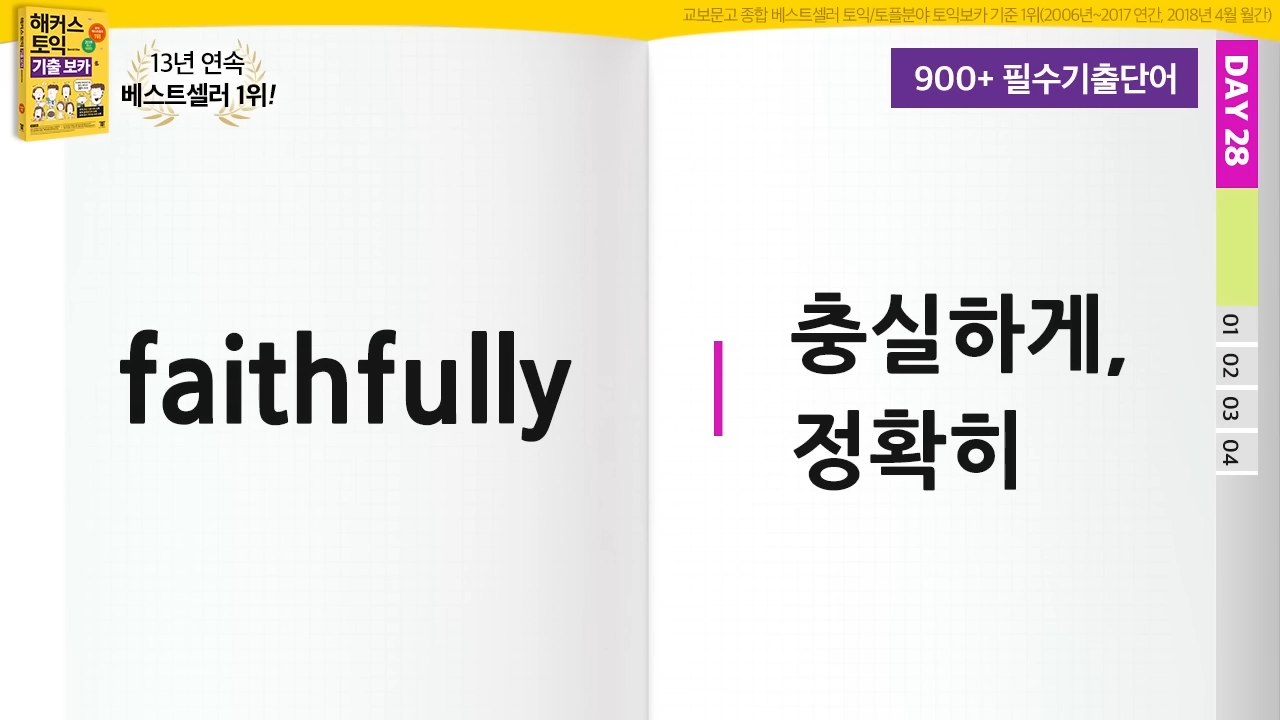 교보문고 종합 베스트셀러 토익/토플분야 토익보카 기준 1위(2006년~2017 연간, 2018년 4월 월간)
해커스
토익
기출 보카
13년 연속
베스트셀러 1위!
900+ 필수기출단어
DAY 28
faithfully
충실하게,
정확히
01
02
03
04